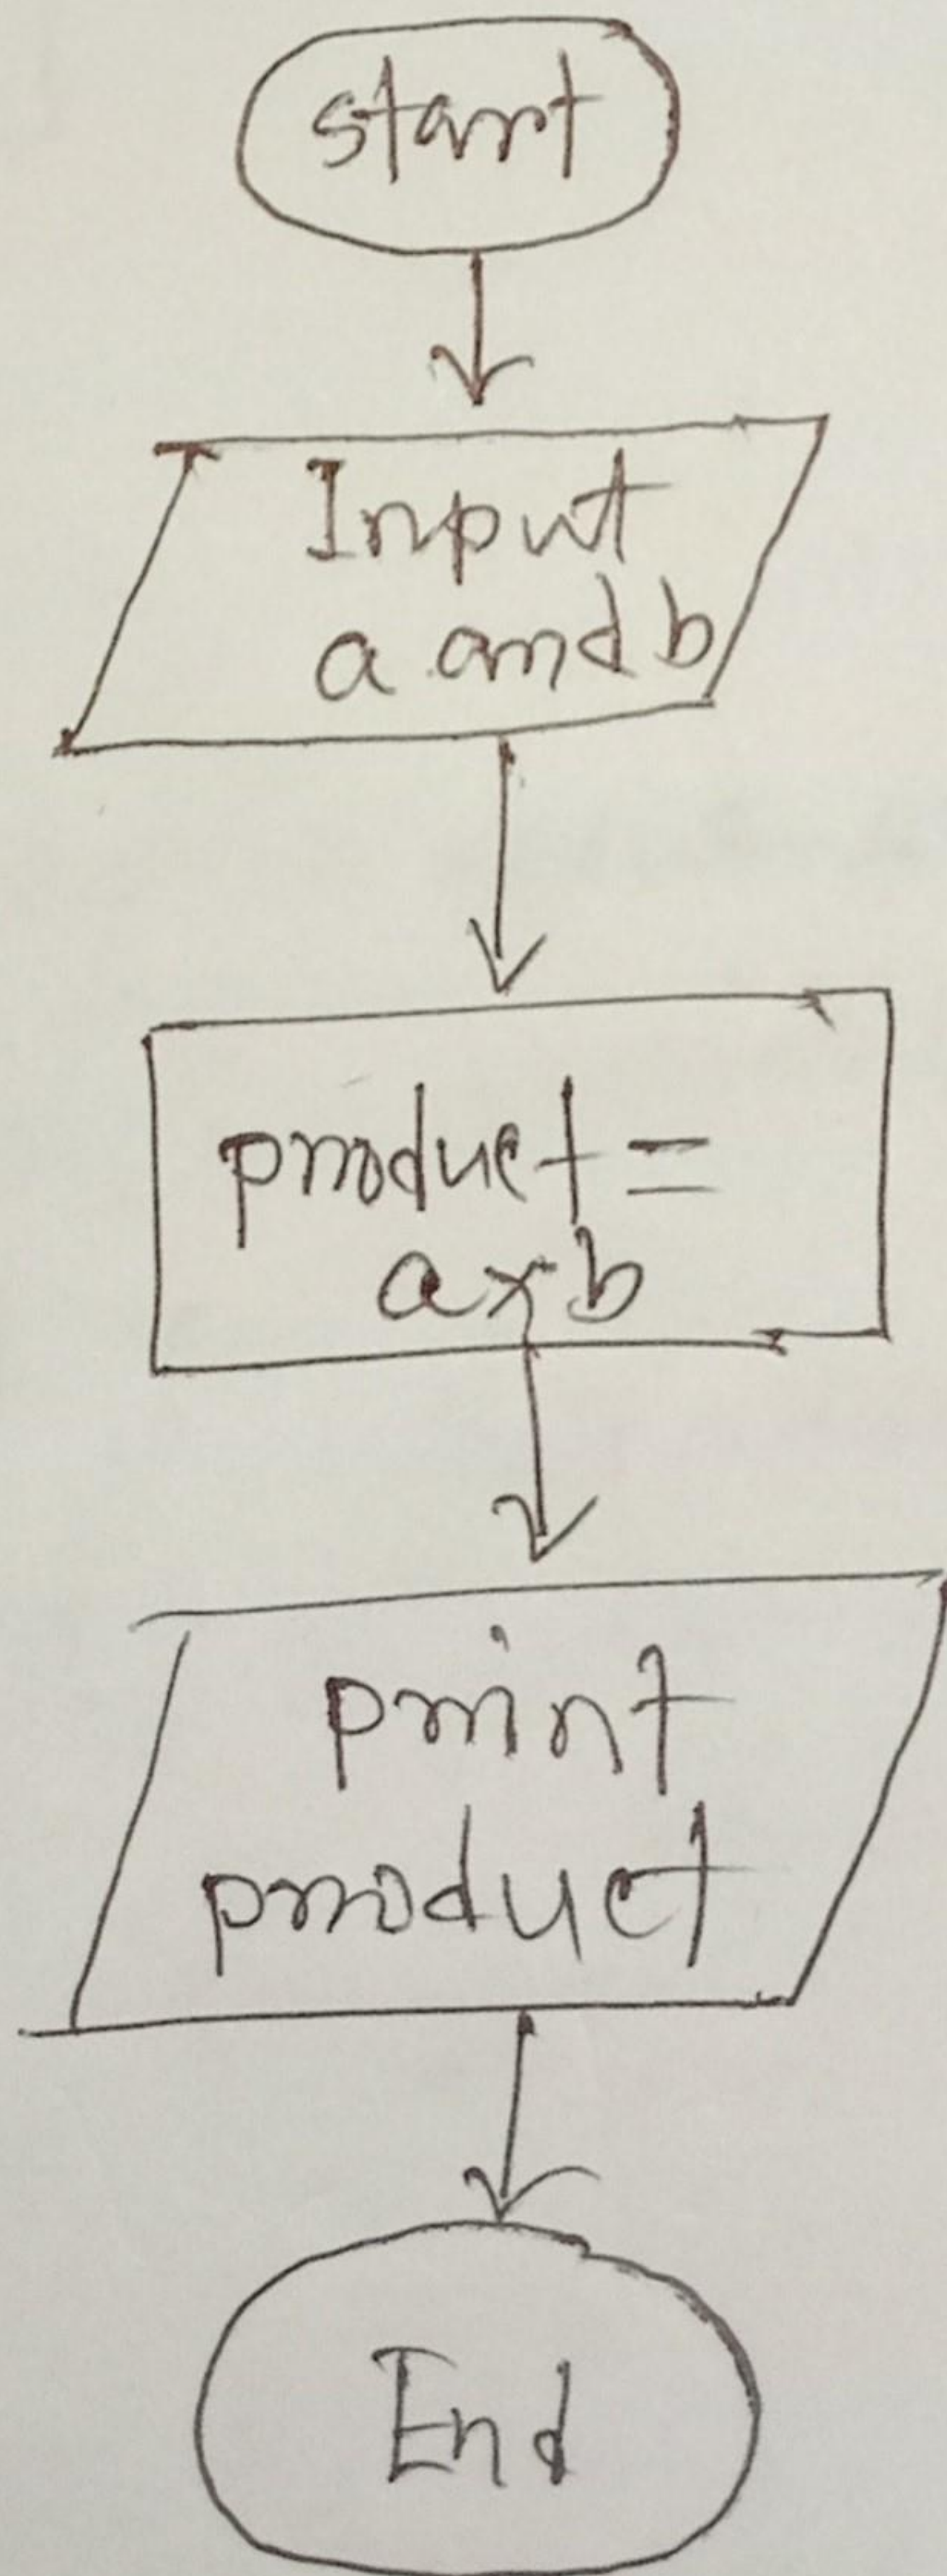 start
Input
a and b
product =
a x b
print
product
End